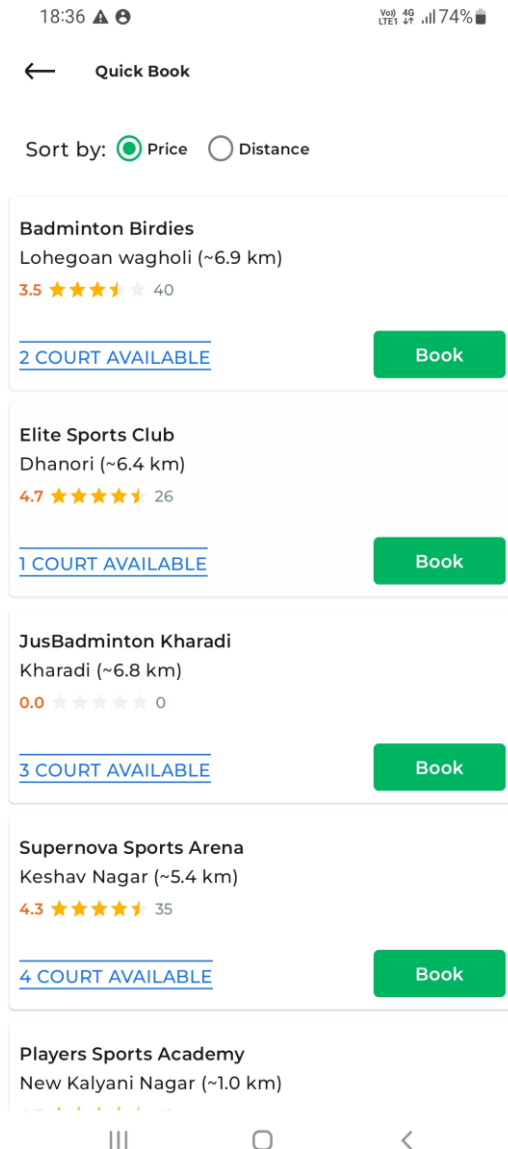 18:36
Vo)) 4G 74%
LTE1
Quick Book
Sort by: Price Distance
Badminton Birdies
Lohegoan wagholi (~6.9 km)
3.5 40
2 COURT AVAILABLE
Book
Elite Sports Club
Dhanori (~6.4 km)
4.7 26
1 COURT AVAILABLE
Book
JusBadminton Kharadi
Kharadi (~6.8 km)
0.0 0
3 COURT AVAILABLE
Book
Supernova Sports Arena
Keshav Nagar (~5.4 km)
4.3 35
4 COURT AVAILABLE
Book
Players Sports Academy
New Kalyani Nagar (~1.0 km)